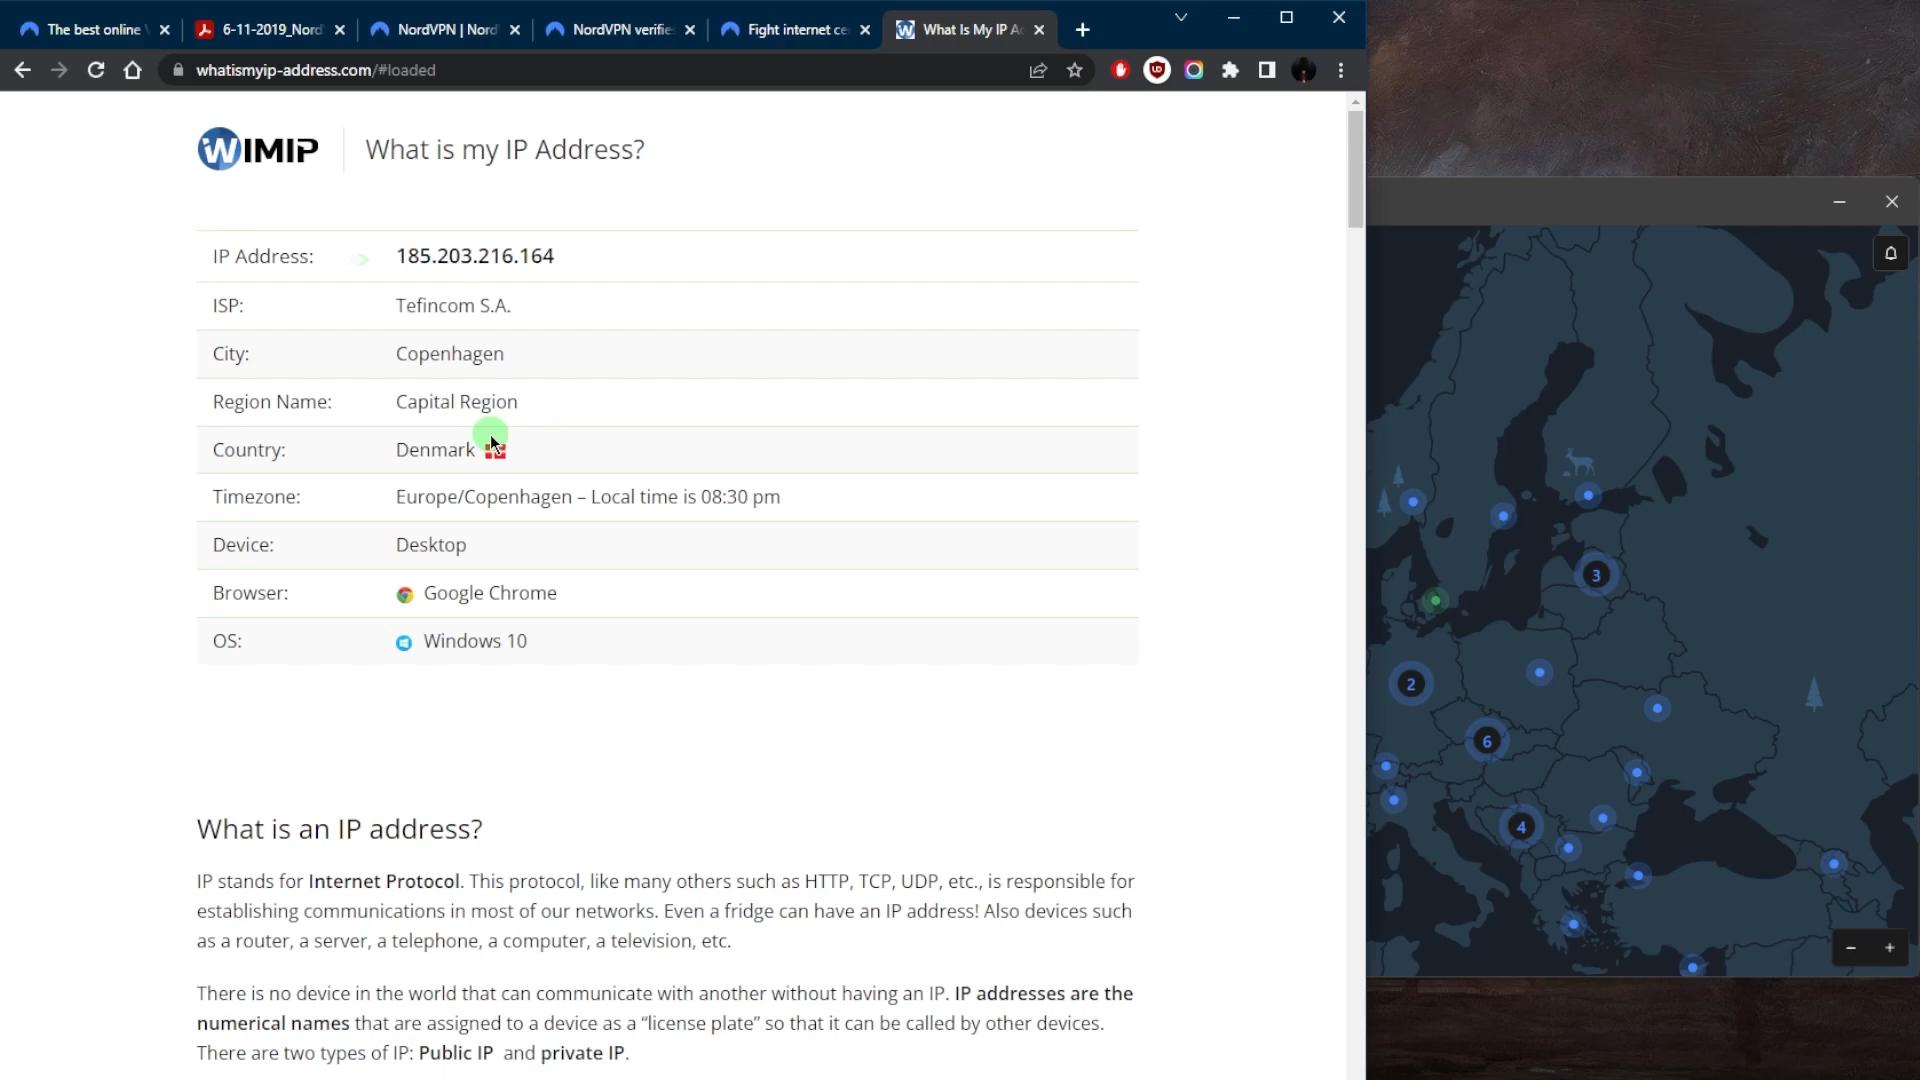 The best online
6-11-2019_Nord
NordVPN | Nord
NordVPN verifie
Fight internet ce
What Is My IP A
whatismyip-address.com/#loaded
WIMIP
What is my IP Address?
IP Address: 185.203.216.164
ISP: Tefincom S.A.
City: Copenhagen
Region Name: Capital Region
Country: Denmark
Timezone: Europe/Copenhagen – Local time is 08:30 pm
Device: Desktop
Browser: Google Chrome
OS: Windows 10
What is an IP address?
IP stands for Internet Protocol. This protocol, like many others such as HTTP, TCP, UDP, etc., is responsible for
establishing communications in most of our networks. Even a fridge can have an IP address! Also devices such
as a router, a server, a telephone, a computer, a television, etc.
There is no device in the world that can communicate with another without having an IP. IP addresses are the
numerical names that are assigned to a device as a “license plate” so that it can be called by other devices.
There are two types of IP: Public IP and private IP.
3
2
6
4